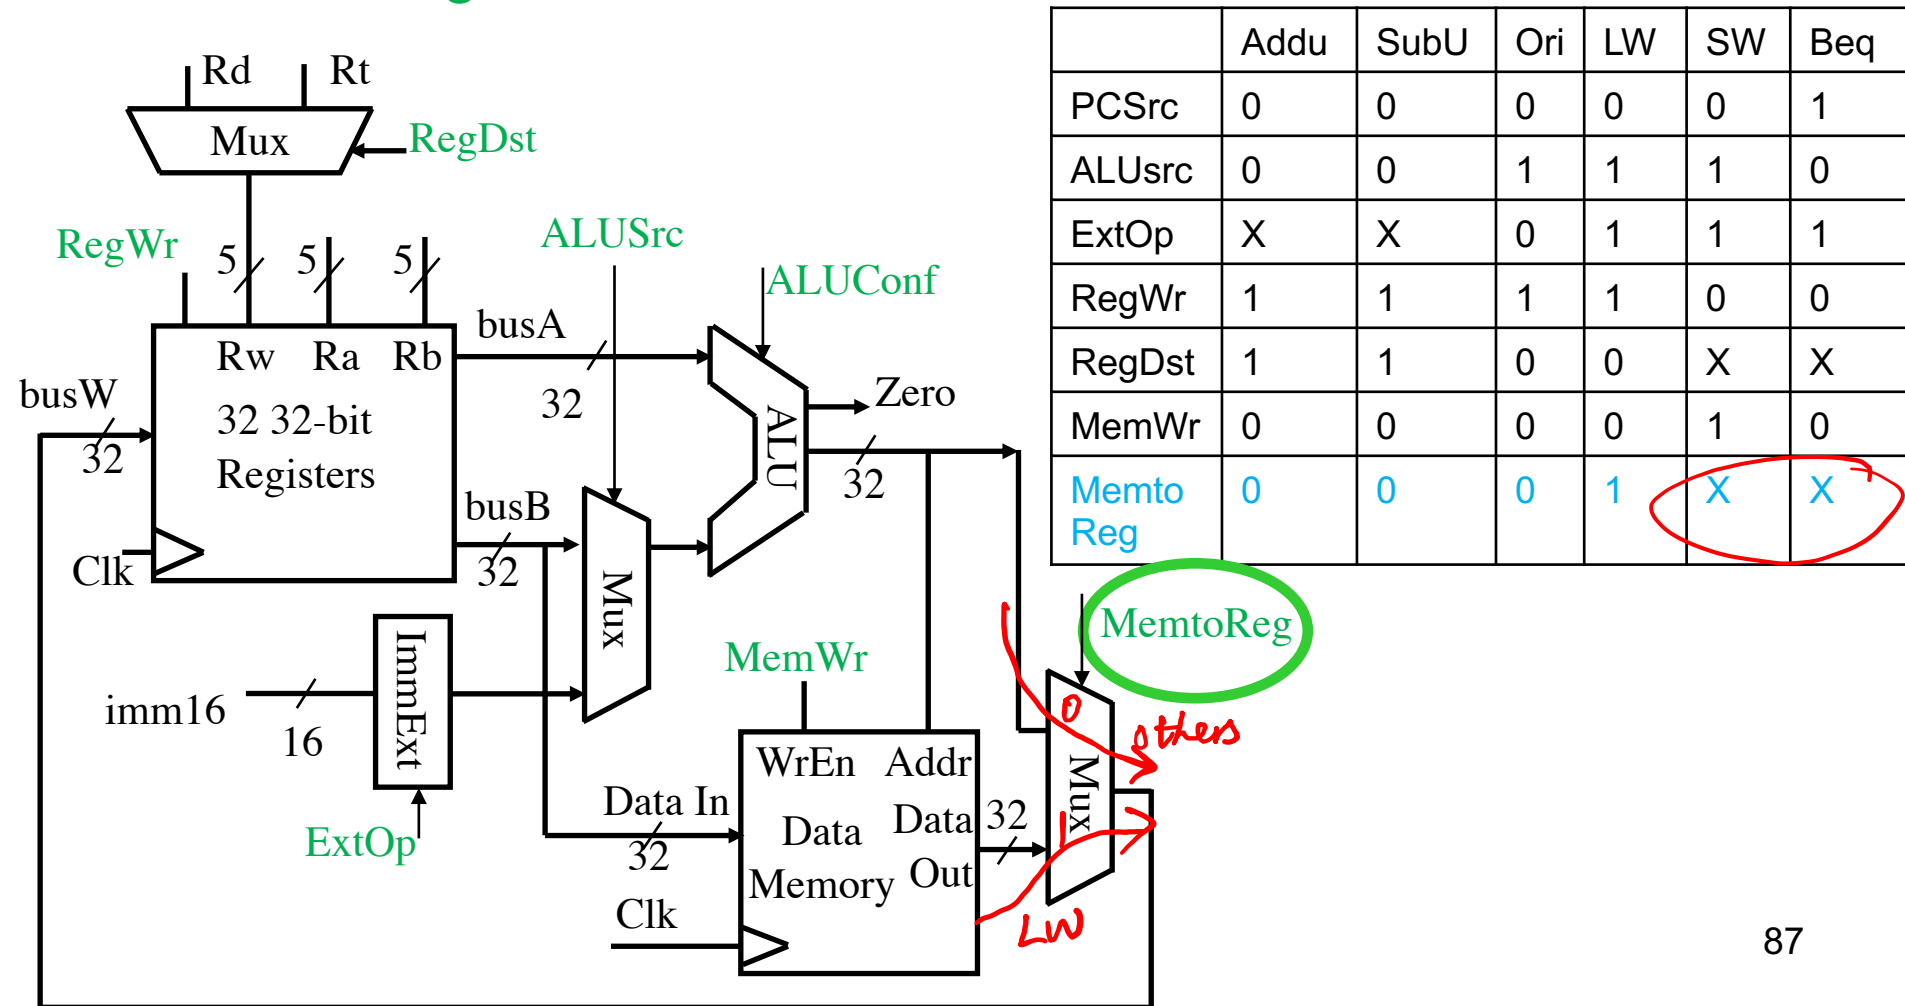 Rd Rt
Mux
RegDst
RegWr
5 5 5
ALUSrc
ALUConf
busA
Rw Ra Rb
busW
32
32 32-bit
Registers
32
Zero
ALU
32
busB
32
Clk
Mux
ImmExt
imm16
16
ExtOp
MemWr
MemtoReg
0
others
WrEn Addr
Data In
32
Data
Memory
Data
Out
32
Mux
1
LW
Clk
Addu SubU Ori LW SW Beq
PCSrc 0 0 0 0 0 1
ALUsrc 0 0 1 1 1 0
ExtOp X X 0 1 1 1
RegWr 1 1 1 1 0 0
RegDst 1 1 0 0 X X
MemWr 0 0 0 0 1 0
Memto 0 0 0 1 X X
Reg
87